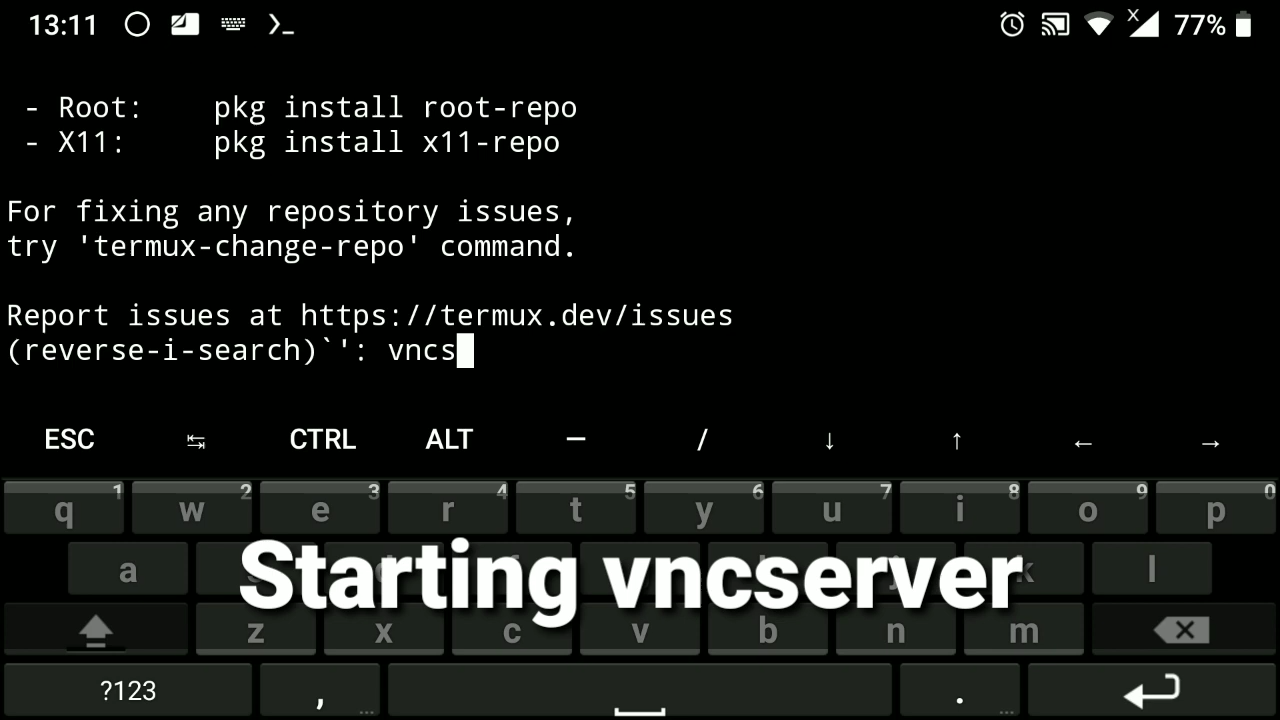 13:11 X 77%
- Root: pkg install root-repo
- X11: pkg install x11-repo
For fixing any repository issues,
try 'termux-change-repo' command.
Report issues at https://termux.dev/issues
(reverse-i-search)`': vncs
ESC ↹ CTRL ALT — / ↓ ↑ ← →
q 1 w 2 e 3 r 4 t 5 y 6 u 7 i 8 o 9 p 0
a k l
Starting vncserver
z x c v b n m
?123 , ... . ...